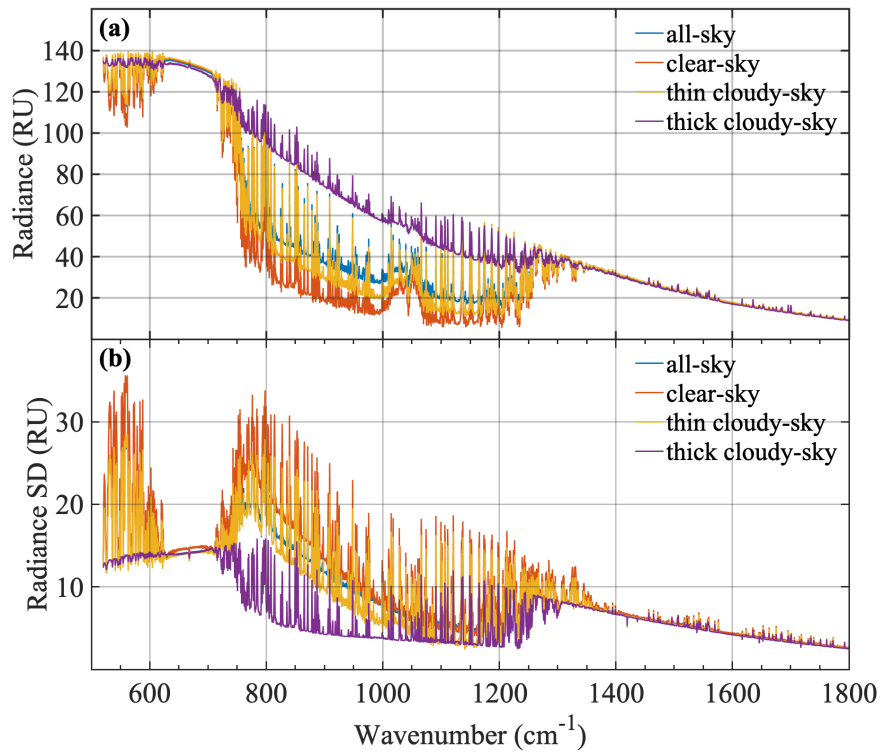 (a)
all-sky
clear-sky
thin cloudy-sky
thick cloudy-sky
140
120
100
80
60
40
20
Radiance (RU)
(b)
all-sky
clear-sky
thin cloudy-sky
thick cloudy-sky
30
20
10
Radiance SD (RU)
600 800 1000 1200 1400 1600 1800
Wavenumber (cm⁻¹)